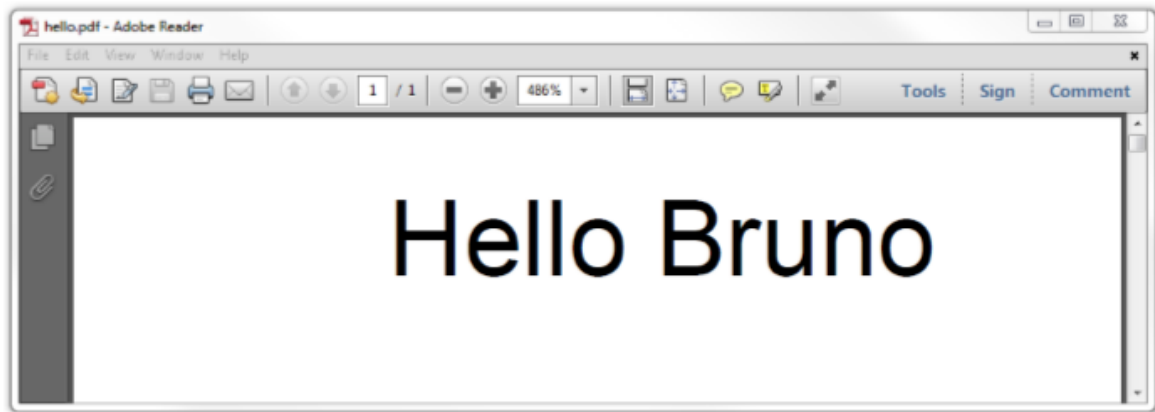 hello.pdf - Adobe Reader
File Edit View Window Help
1 / 1 486% Tools Sign Comment
Hello Bruno